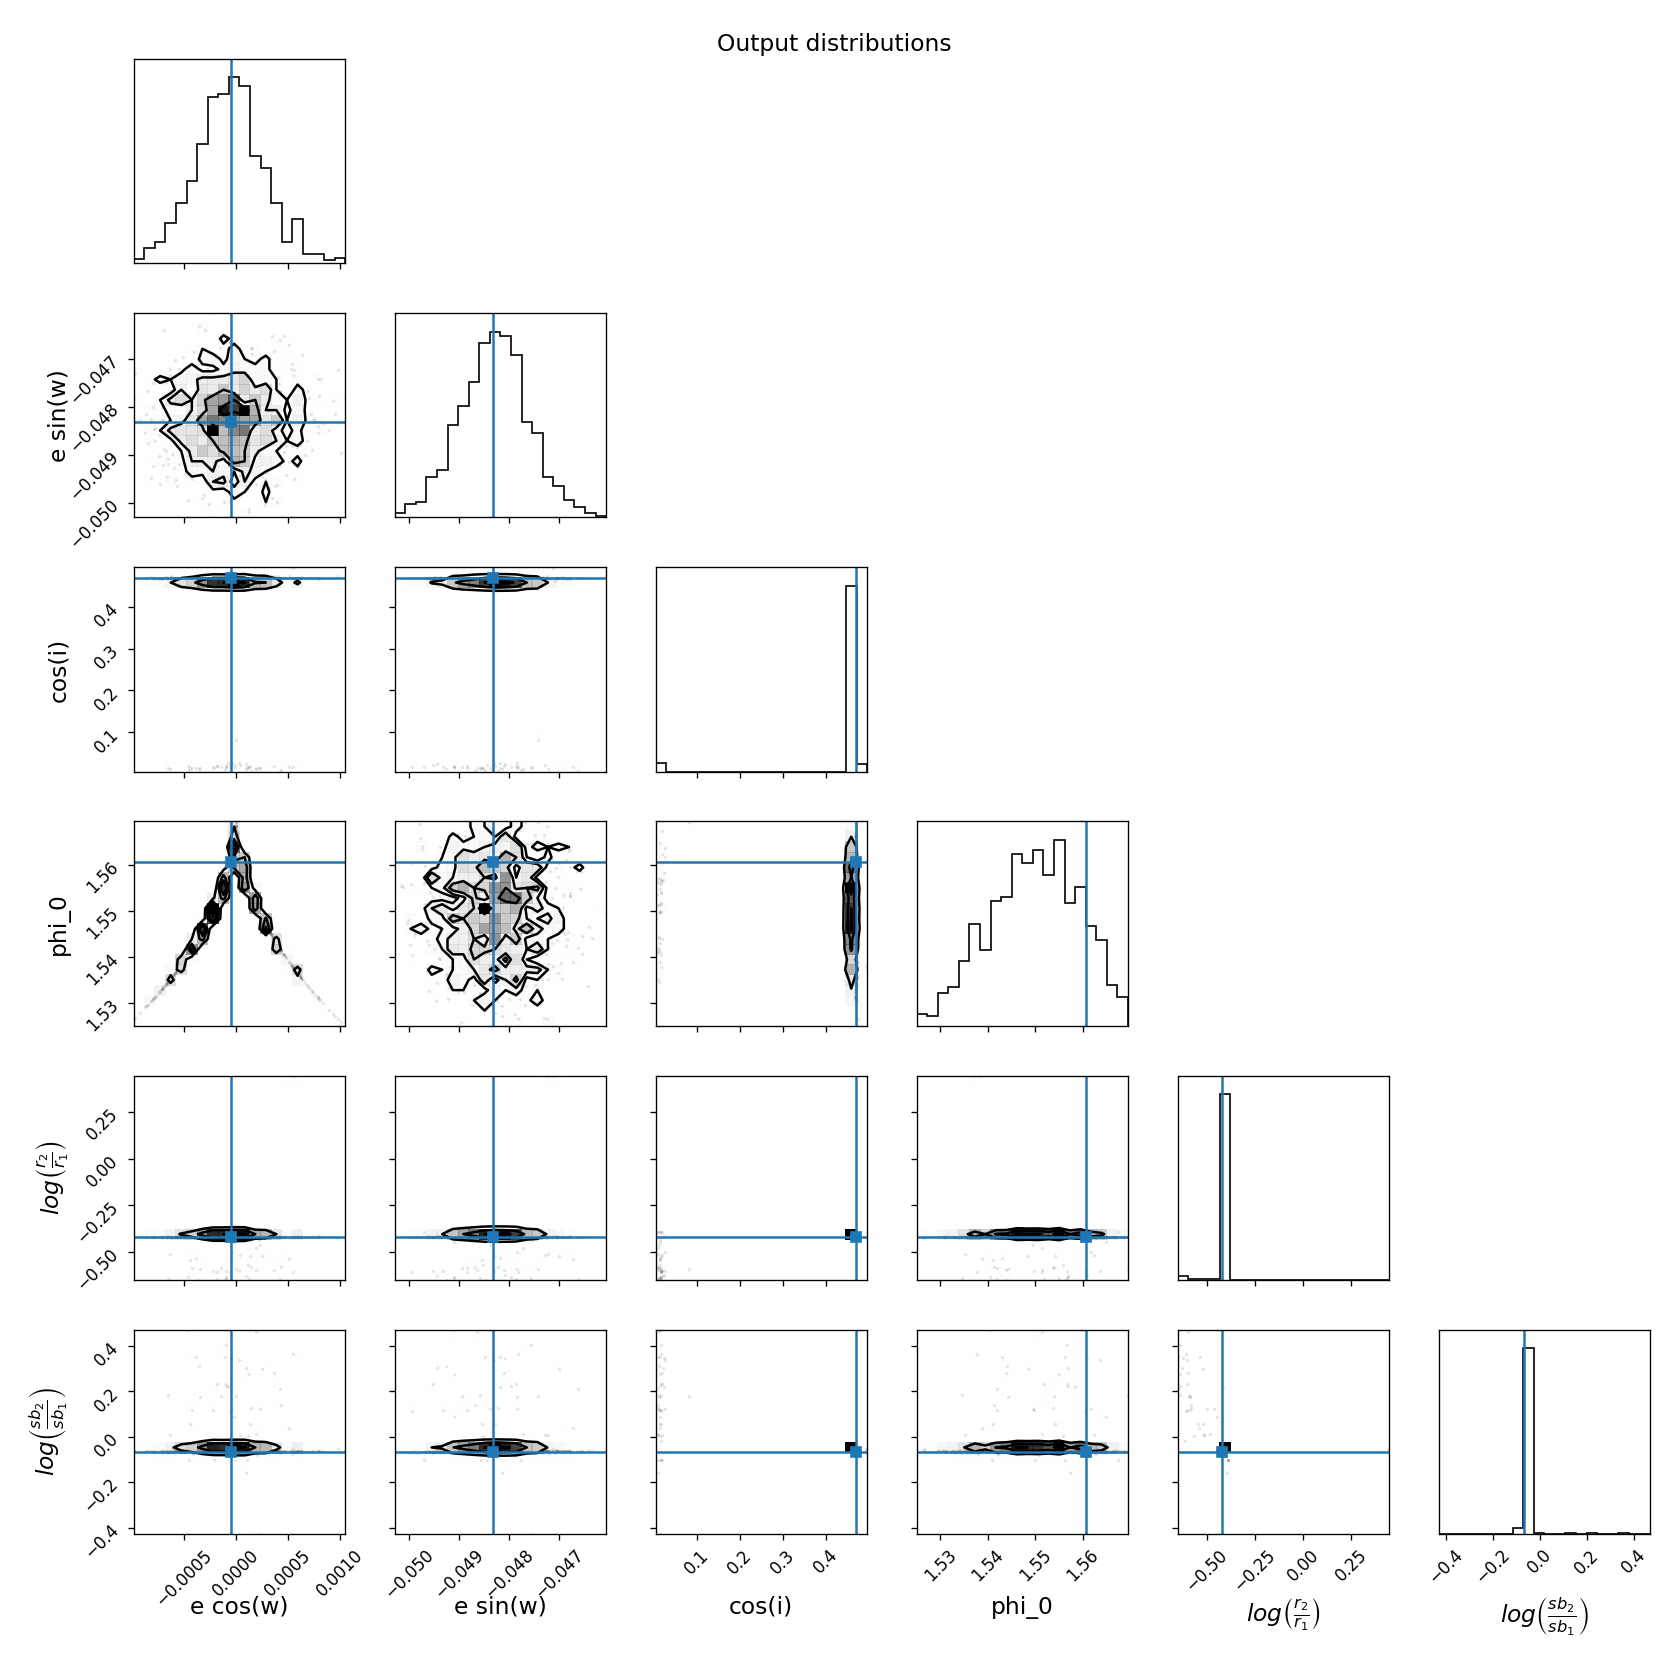 Output distributions
e sin(w)
−0.047
−0.048
−0.049
−0.050
cos(i)
0.4
0.3
0.2
0.1
phi_0
1.56
1.55
1.54
1.53
log(r₂/r₁)
0.25
0.00
−0.25
−0.50
log(sb₂/sb₁)
0.4
0.2
0.0
−0.2
−0.4
−0.0005 0.0000 0.0005 0.0010
−0.050 −0.049 −0.048 −0.047
0.1 0.2 0.3 0.4
1.53 1.54 1.55 1.56
−0.50 −0.25 0.00 0.25
−0.4 −0.2 0.0 0.2 0.4
e cos(w)
e sin(w)
cos(i)
phi_0
log(r₂/r₁)
log(sb₂/sb₁)